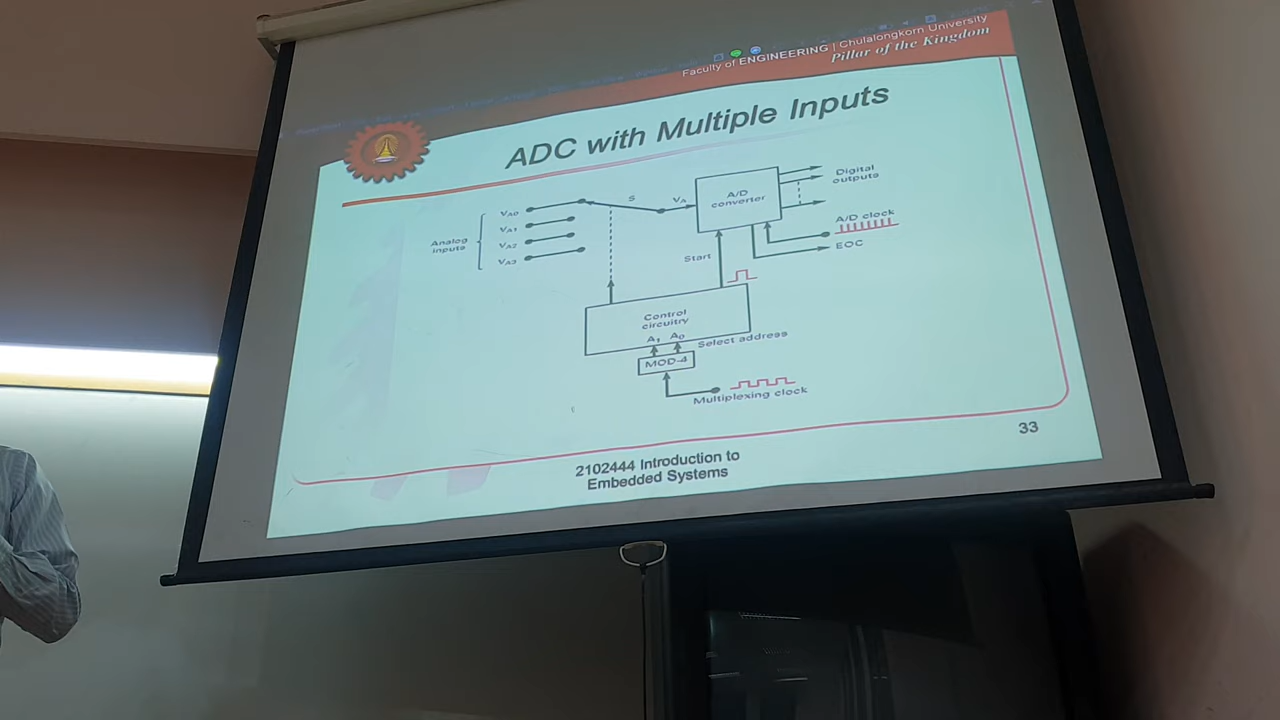 Faculty of ENGINEERING | Chulalongkorn University
Pillar of the Kingdom
ADC with Multiple Inputs
Analog
inputs
VA0
VA1
VA2
VA3
S
VA
A/D
converter
Digital
outputs
A/D clock
EOC
Start
Control
circuitry
A1 A0
Select address
MOD-4
Multiplexing clock
33
2102444 Introduction to
Embedded Systems